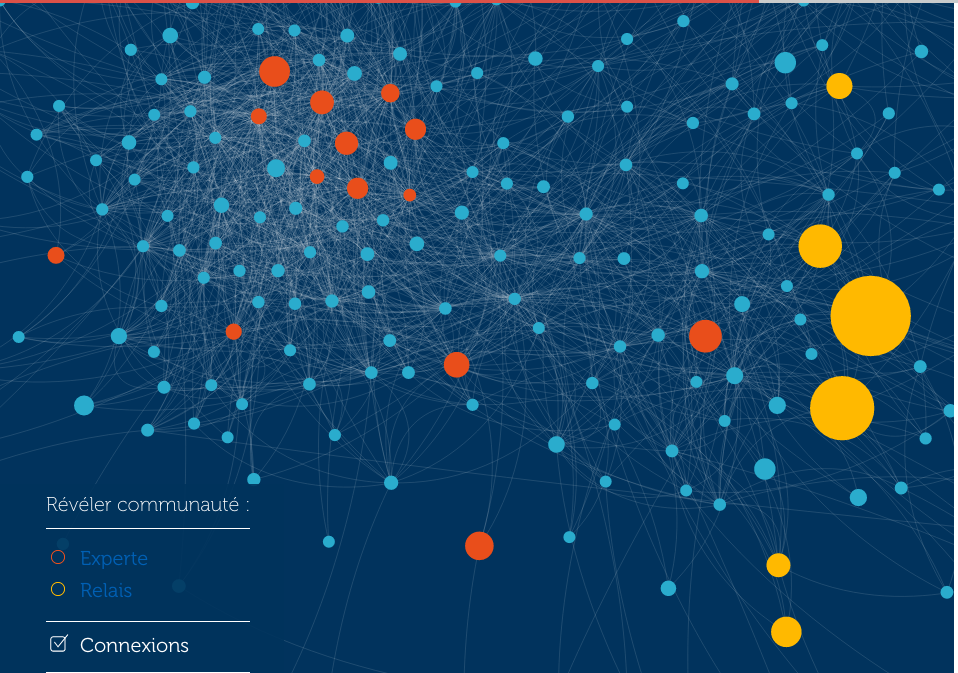 Révéler communauté :
Experte
Relais
Connexions